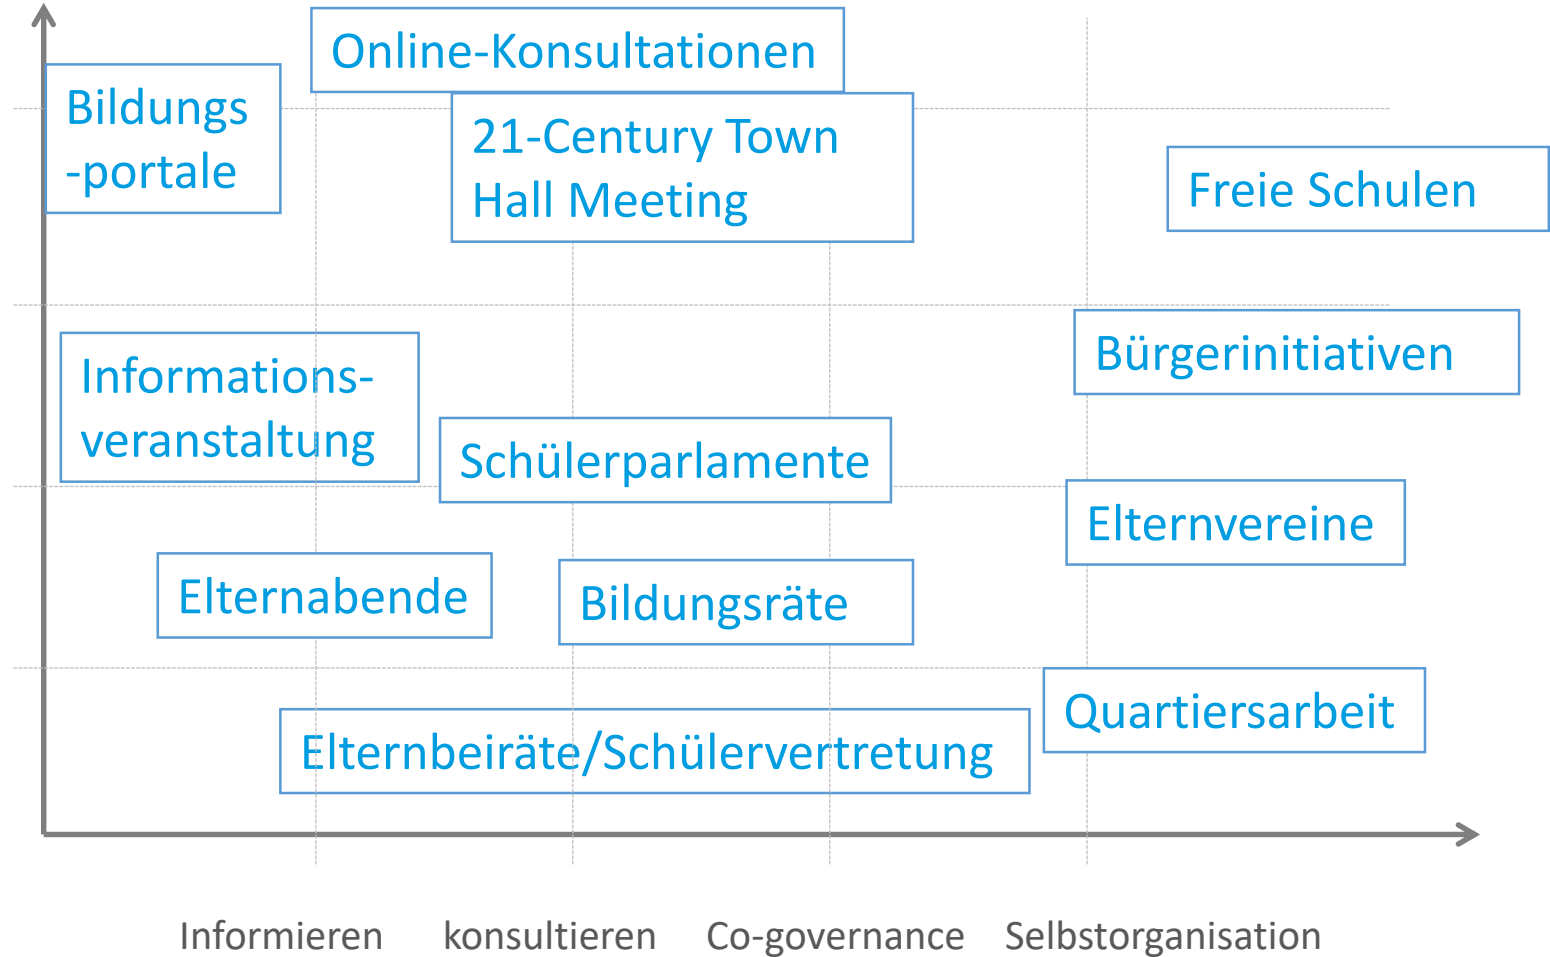 Online-Konsultationen
Bildungs
-portale
21-Century Town
Hall Meeting
Freie Schulen
Informations-
veranstaltung
Bürgerinitiativen
Schülerparlamente
Elternvereine
Elternabende
Bildungsräte
Quartiersarbeit
Elternbeiräte/Schülervertretung
Informieren
konsultieren
Co-governance
Selbstorganisation